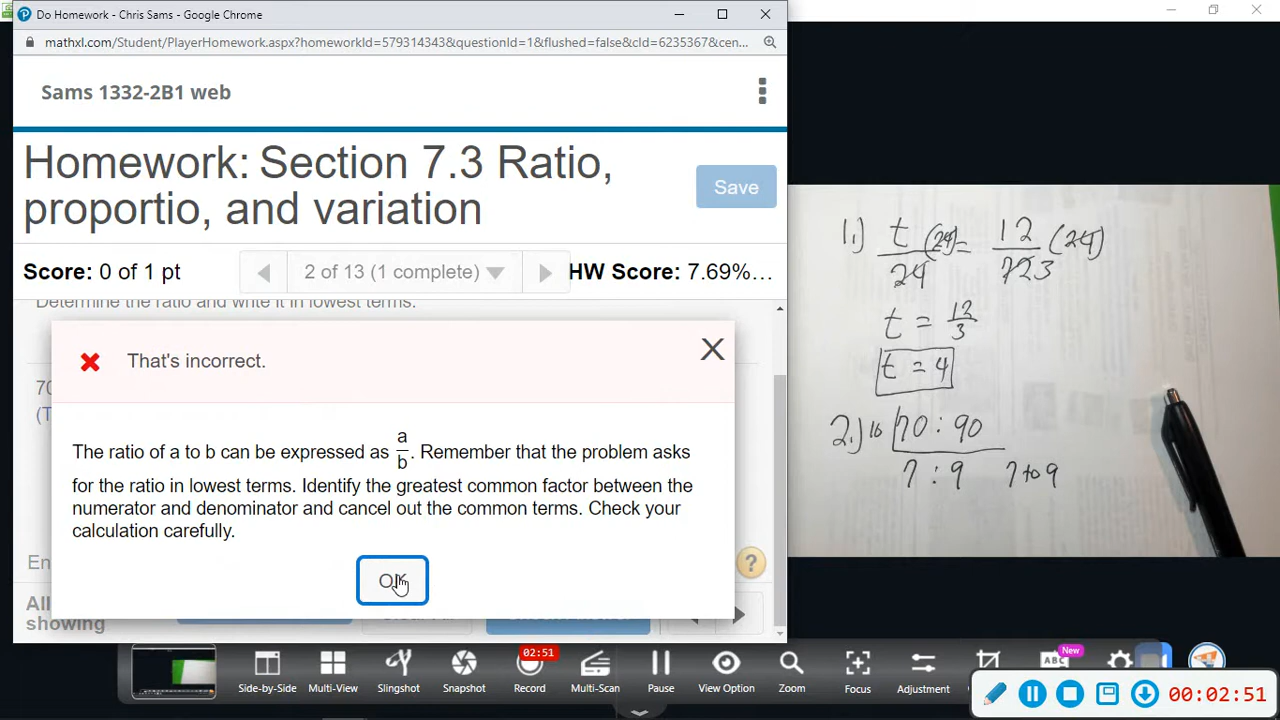 Do Homework - Chris Sams - Google Chrome
mathxl.com/Student/PlayerHomework.aspx?homeworkId=579314343&questionId=1&flushed=false&cId=6235367&cen...
Sams 1332-2B1 web
Homework: Section 7.3 Ratio,
proportio, and variation
Save
Score: 0 of 1 pt
2 of 13 (1 complete)
HW Score: 7.69%...
Determine the ratio and write it in lowest terms.
70
(T
That's incorrect.
The ratio of a to b can be expressed as a/b. Remember that the problem asks
for the ratio in lowest terms. Identify the greatest common factor between the
numerator and denominator and cancel out the common terms. Check your
calculation carefully.
OK
En
?
All
showing
1.) t/24 (24) = 12/72 3 (24)
t = 12/3
t = 4
2.) 10 70 : 90
7 : 9 7 to 9
02:51
New
ABC
Side-by-Side
Multi-View
Slingshot
Snapshot
Record
Multi-Scan
Pause
View Option
Zoom
Focus
Adjustment
00:02:51